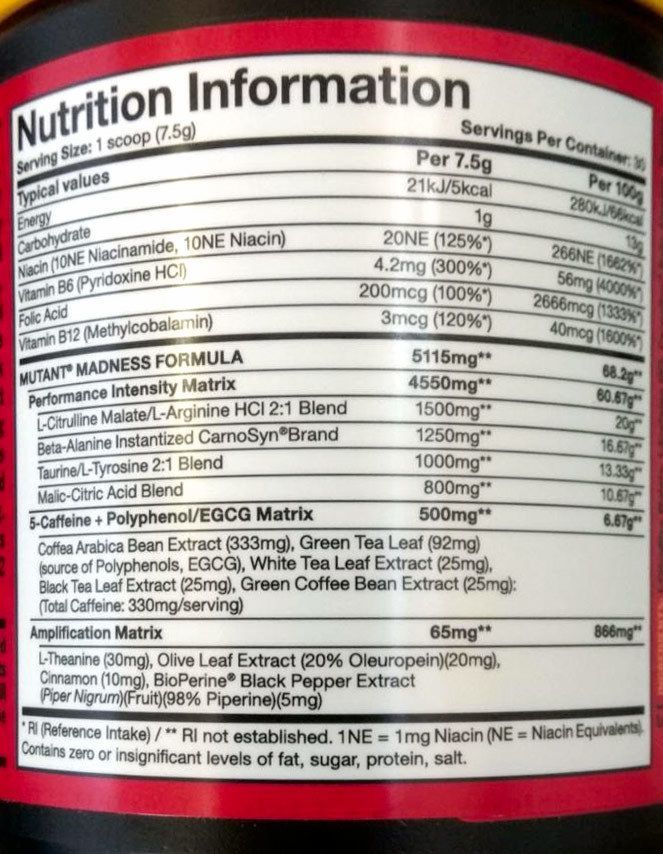 Nutrition Information
Serving Size: 1 scoop (7.5g) Servings Per Container: 30
Typical values Per 7.5g Per 100g
Energy 21kJ/5kcal 280kJ/66kcal
Carbohydrate 1g 13g
Niacin (10NE Niacinamide, 10NE Niacin) 20NE (125%*) 266NE (1662%*)
Vitamin B6 (Pyridoxine HCl) 4.2mg (300%*) 56mg (4000%*)
Folic Acid 200mcg (100%*) 2666mcg (1333%*)
Vitamin B12 (Methylcobalamin) 3mcg (120%*) 40mcg (1600%*)
MUTANT® MADNESS FORMULA 5115mg** 68.2g**
Performance Intensity Matrix 4550mg** 60.67g**
L-Citrulline Malate/L-Arginine HCl 2:1 Blend 1500mg** 20g**
Beta-Alanine Instantized CarnoSyn®Brand 1250mg** 16.67g**
Taurine/L-Tyrosine 2:1 Blend 1000mg** 13.33g**
Malic-Citric Acid Blend 800mg** 10.67g**
5-Caffeine + Polyphenol/EGCG Matrix 500mg** 6.67g**
Coffea Arabica Bean Extract (333mg), Green Tea Leaf (92mg)
(source of Polyphenols, EGCG), White Tea Leaf Extract (25mg),
Black Tea Leaf Extract (25mg), Green Coffee Bean Extract (25mg):
(Total Caffeine: 330mg/serving)
Amplification Matrix 65mg** 866mg**
L-Theanine (30mg), Olive Leaf Extract (20% Oleuropein)(20mg),
Cinnamon (10mg), BioPerine® Black Pepper Extract
(Piper Nigrum)(Fruit)(98% Piperine)(5mg)
* RI (Reference Intake) / ** RI not established. 1NE = 1mg Niacin (NE = Niacin Equivalents).
Contains zero or insignificant levels of fat, sugar, protein, salt.